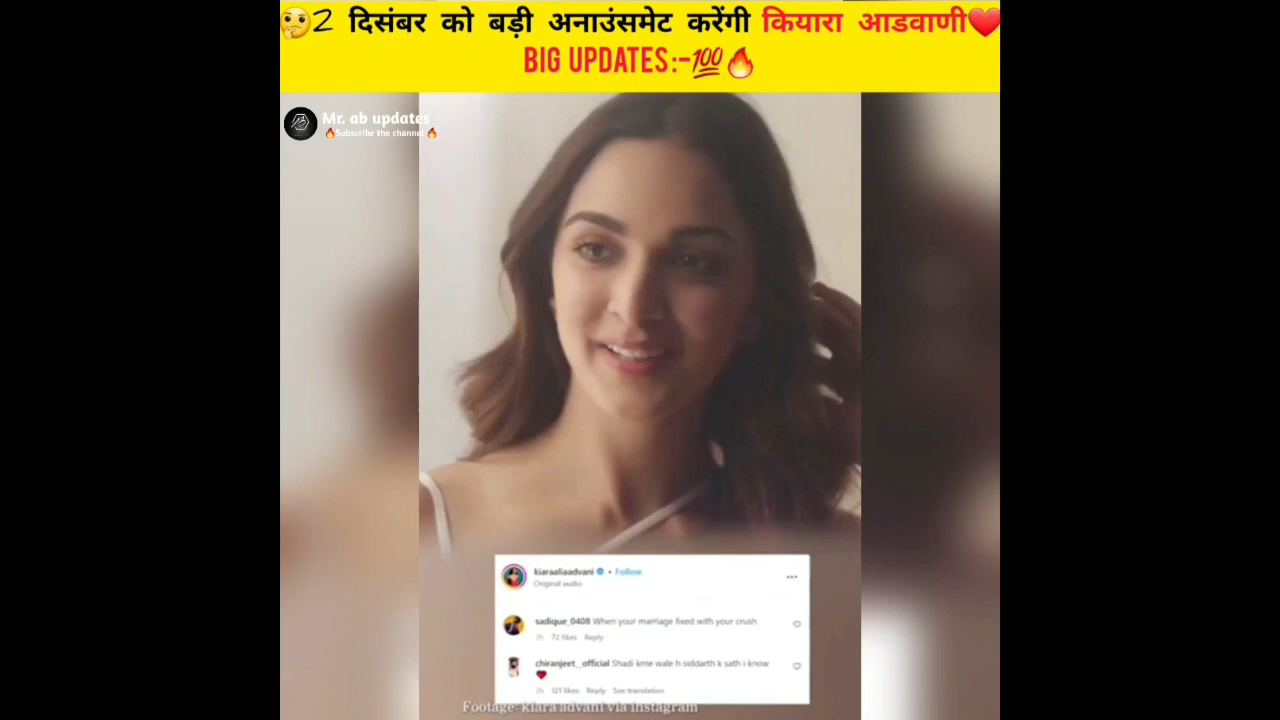 🤔2 दिसंबर को बड़ी अनाउंसमेट करेंगी कियारा आडवाणी❤️
BIG UPDATES:-💯🔥
Mr. ab updates
🔥Subscribe the channel 🔥
kiaraaliaadvani • Follow
Original audio
sadique_0408 When your marriage fixed with your crush
2h 72 likes Reply
chiranjeet__official Shadi krne wale h siddarth k sath i know
❤️
2h 121 likes Reply See translation
Footage: kiara advani via instagram